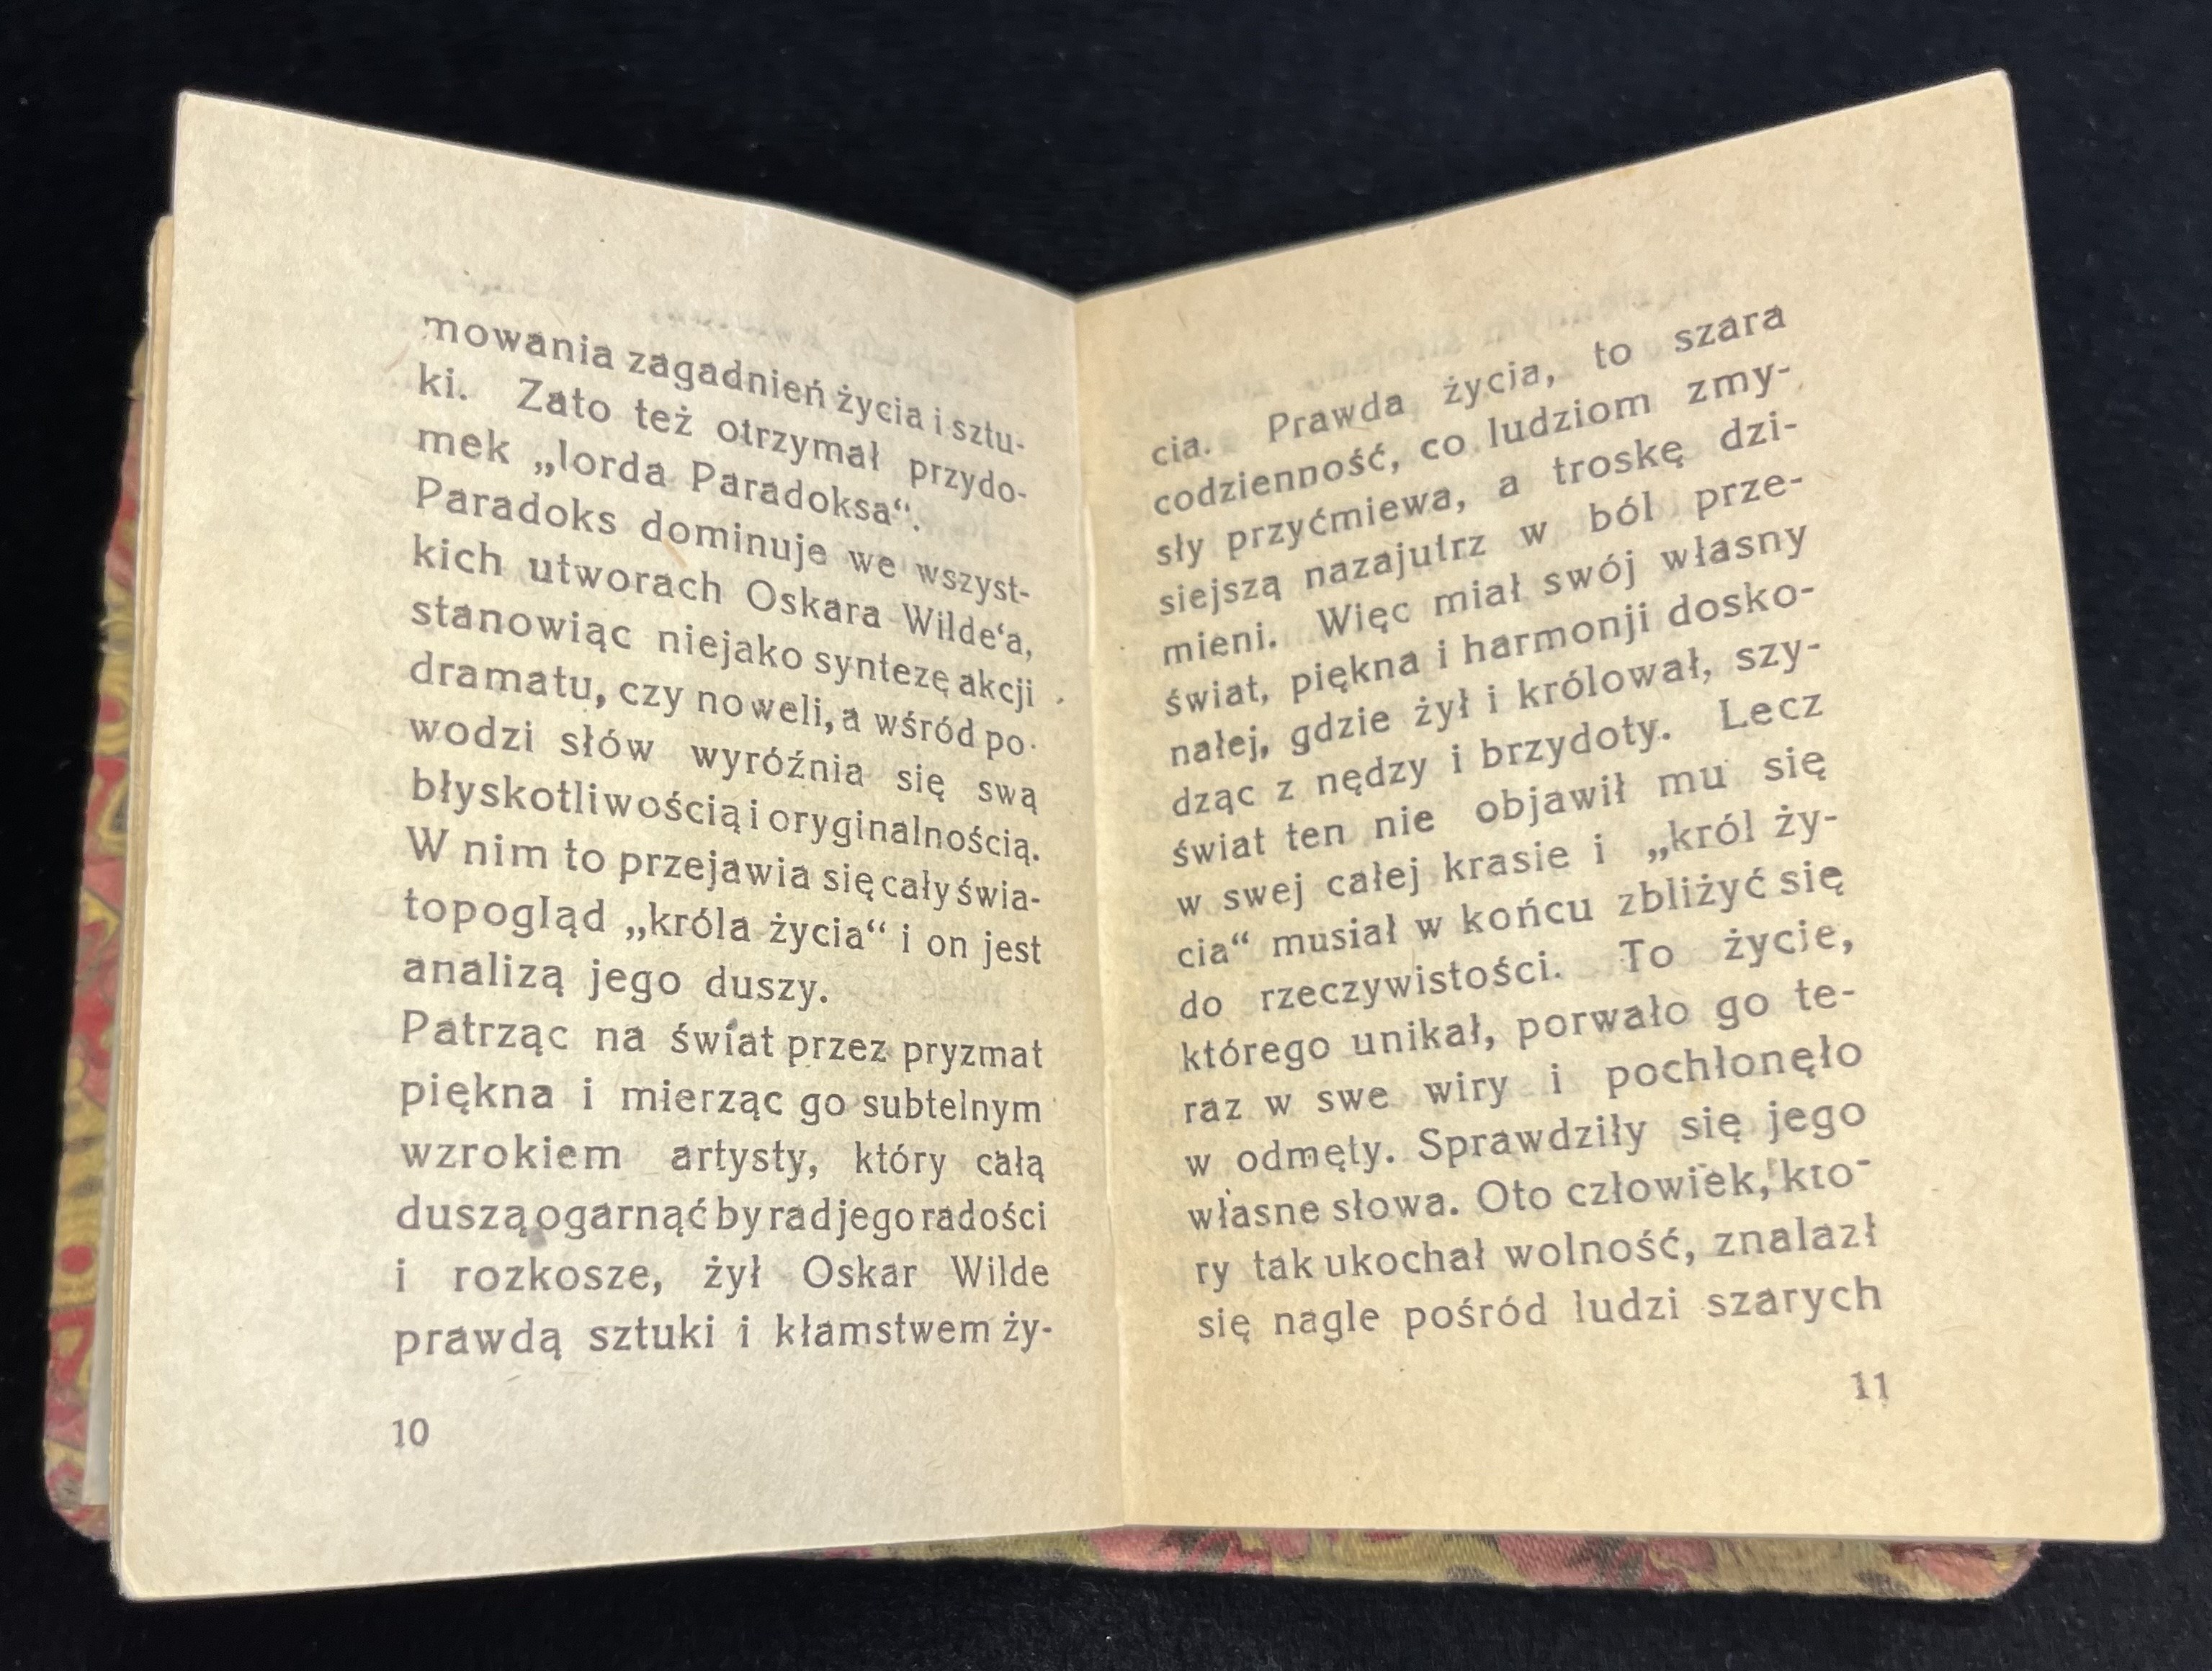 mowania zagadnień życia i sztu-
ki. Zato też otrzymał przydo-
mek „lorda Paradoksa“.
Paradoks dominuje we wszyst-
kich utworach Oskara Wilde‘a,
stanowiąc niejako syntezę akcji
dramatu, czy noweli, a wśród po-
wodzi słów wyróźnia się swą
błyskotliwością i oryginalnością.
W nim to przejawia się cały świa-
topogląd „króla życia“ i on jest
analizą jego duszy.
Patrząc na świat przez pryzmat
piękna i mierząc go subtelnym
wzrokiem artysty, który całą
duszą ogarnąć by rad jego radości
i rozkosze, żył Oskar Wilde
prawdą sztuki i kłamstwem ży-
10
cia. Prawda życia, to szara
codzienność, co ludziom zmy-
sły przyćmiewa, a troskę dzi-
siejszą nazajutrz w ból prze-
mieni. Więc miał swój własny
świat, piękna i harmonji dosko-
nałej, gdzie żył i królował, szy-
dząc z nędzy i brzydoty. Lecz
świat ten nie objawił mu się
w swej całej krasie i „król ży-
cia“ musiał w końcu zbliżyć się
do rzeczywistości. To życie,
którego unikał, porwało go te-
raz w swe wiry i pochłonęło
w odmęty. Sprawdziły się jego
własne słowa. Oto człowiek, kto-
ry tak ukochał wolność, znalazł
się nagle pośród ludzi szarych
11